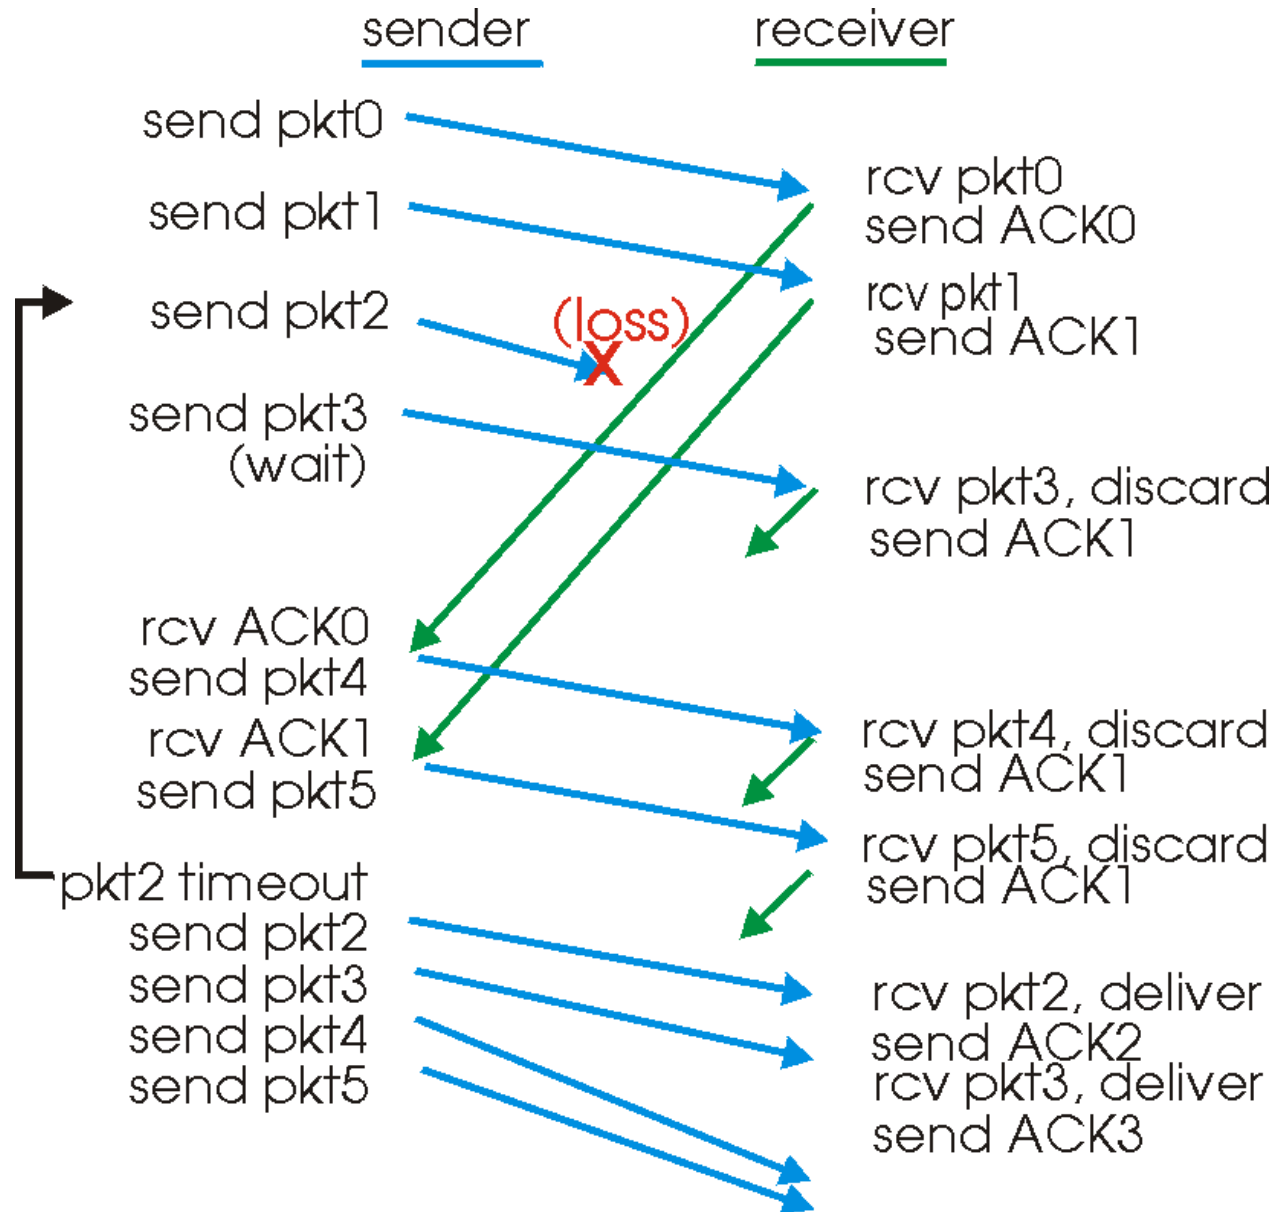 sender
receiver
send pkt0
rcv pkt0
send pkt1
send ACK0
rcv pkt1
send pkt2
(loss)
X
send ACK1
send pkt3
(wait)
rcv pkt3, discard
send ACK1
rcv ACK0
send pkt4
rcv ACK1
rcv pkt4, discard
send pkt5
send ACK1
rcv pkt5, discard
pkt2 timeout
send ACK1
send pkt2
send pkt3
rcv pkt2, deliver
send pkt4
send ACK2
send pkt5
rcv pkt3, deliver
send ACK3